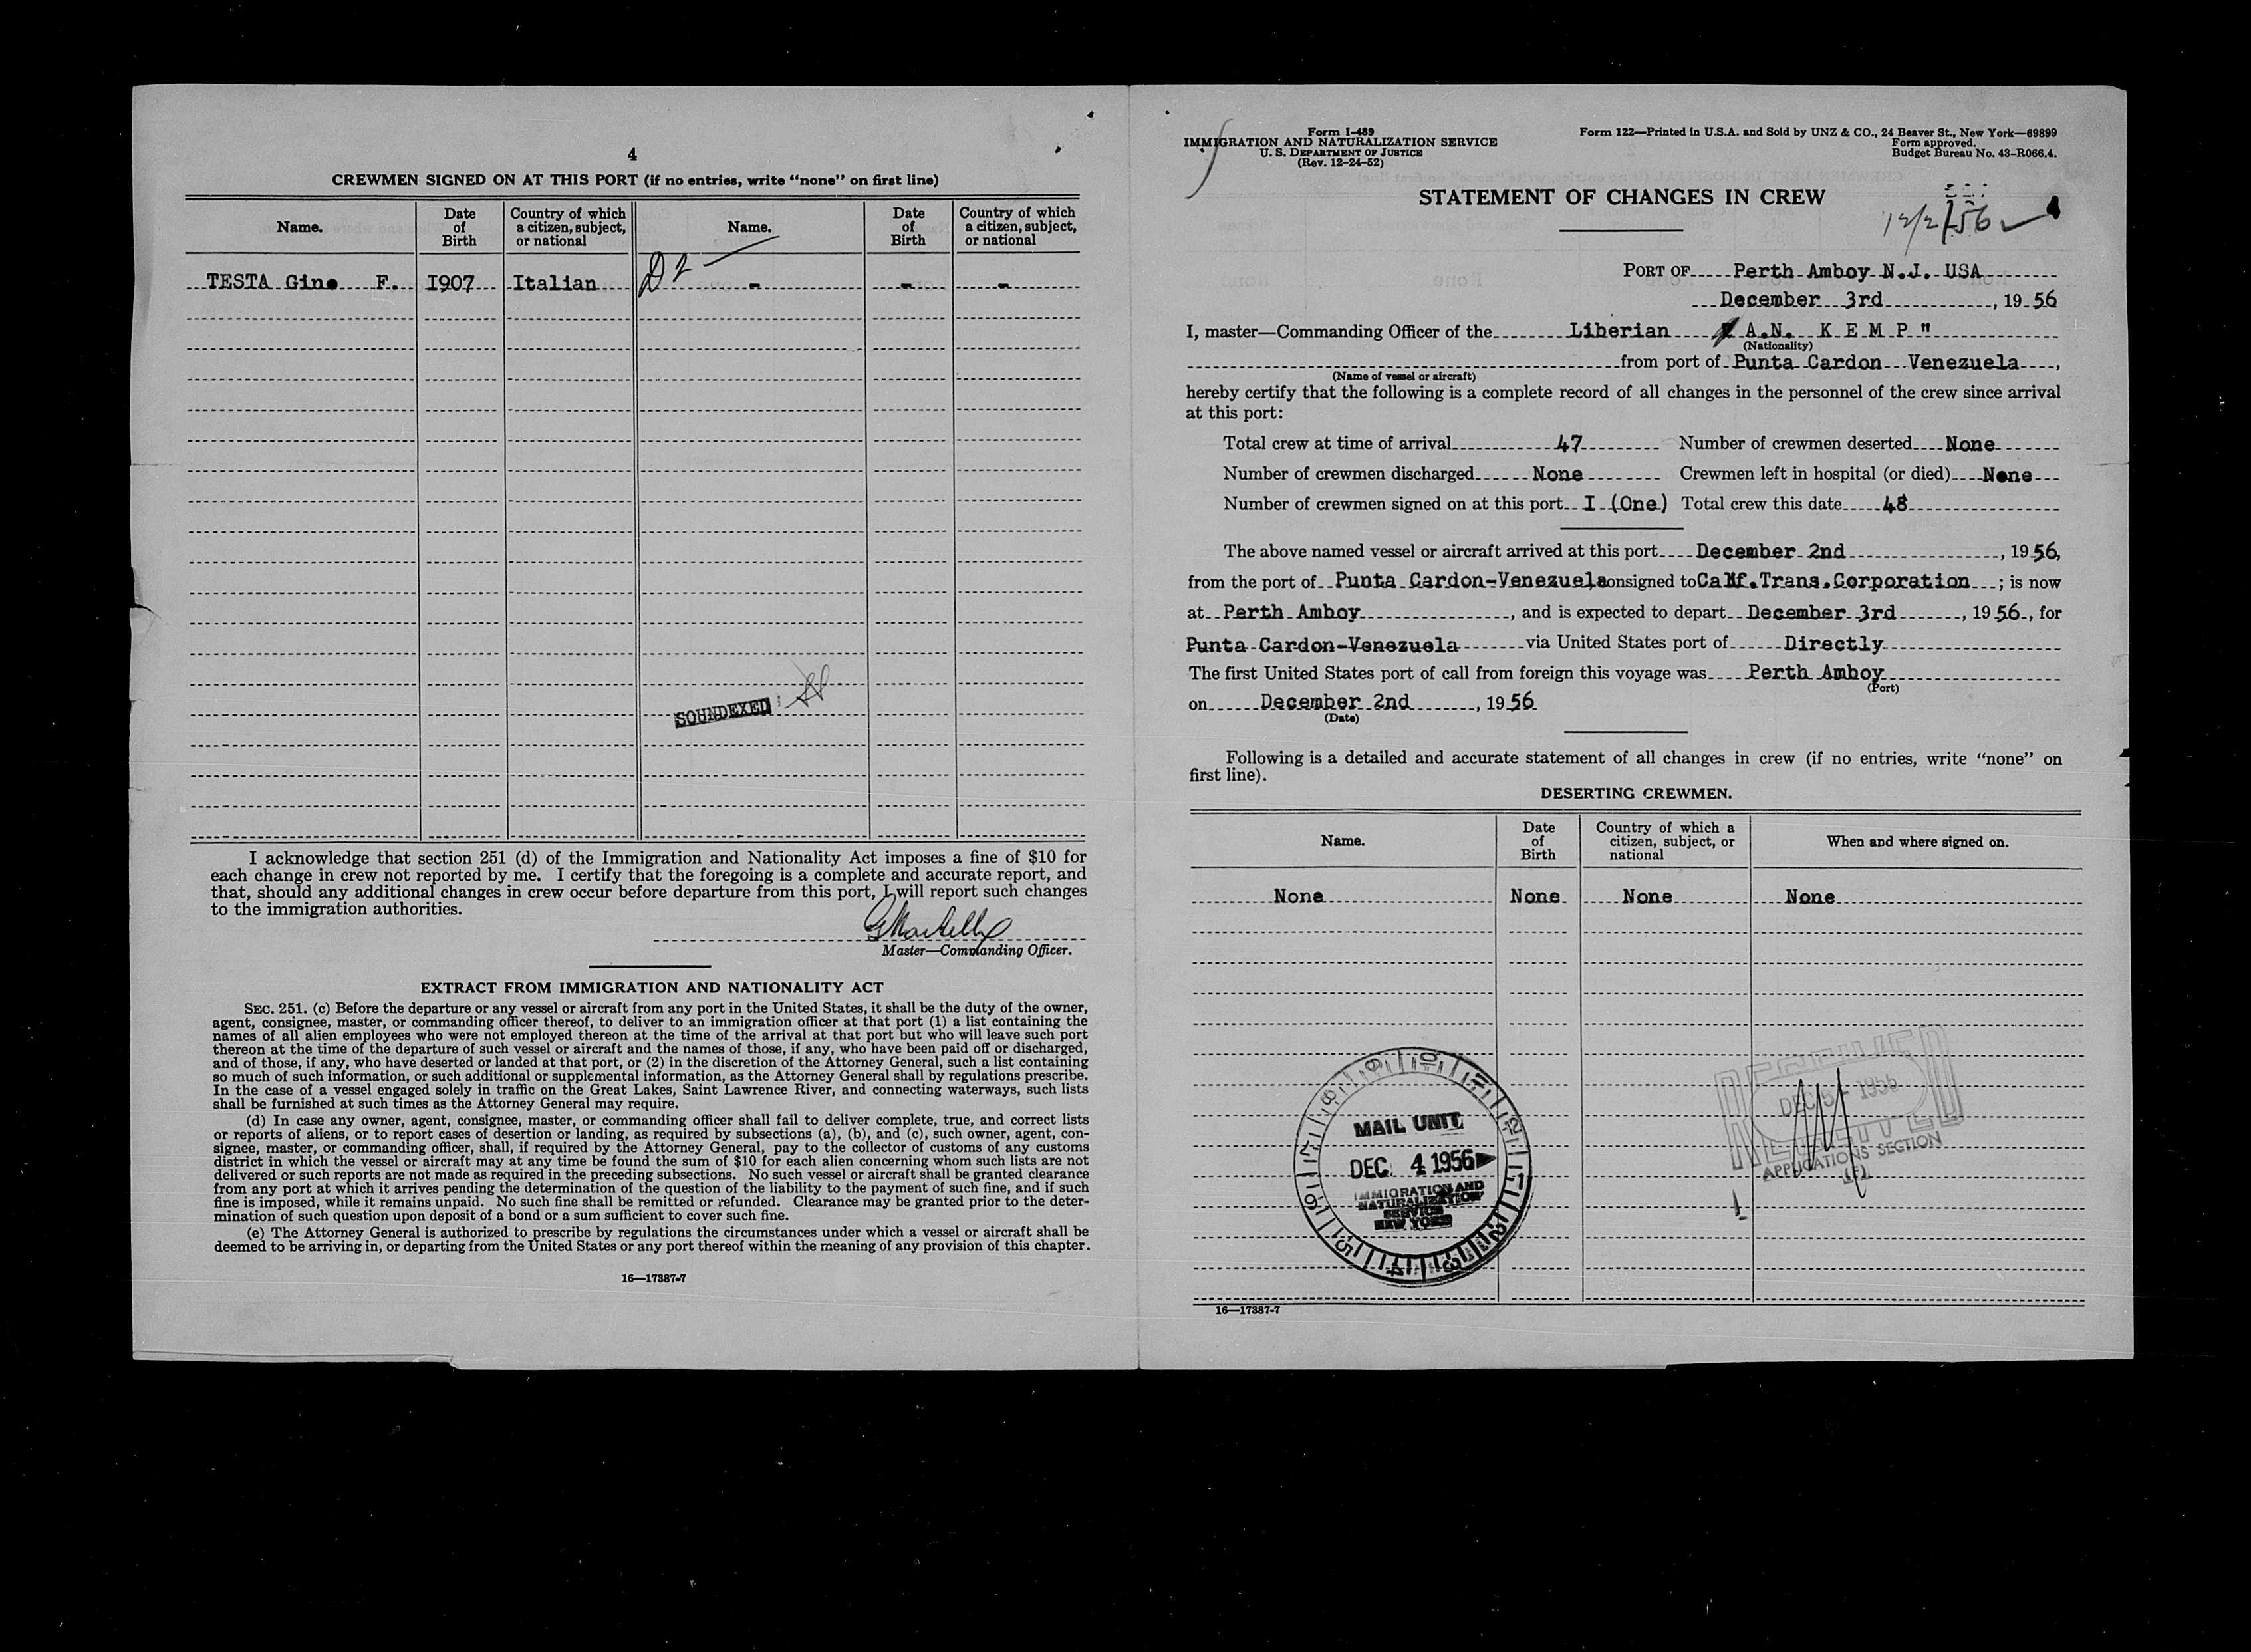 4
CREWMEN SIGNED ON AT THIS PORT (if no entries, write “none” on first line)
Name. Date of Birth Country of which a citizen, subject, or national Name. Date of Birth Country of which a citizen, subject, or national
TESTA Gino F. I907 Italian D2 - - -
SOUNDEXED
I acknowledge that section 251 (d) of the Immigration and Nationality Act imposes a fine of $10 for
each change in crew not reported by me. I certify that the foregoing is a complete and accurate report, and
that, should any additional changes in crew occur before departure from this port, I will report such changes
to the immigration authorities.
Master—Commanding Officer.
EXTRACT FROM IMMIGRATION AND NATIONALITY ACT
SEC. 251. (c) Before the departure or any vessel or aircraft from any port in the United States, it shall be the duty of the owner,
agent, consignee, master, or commanding officer thereof, to deliver to an immigration officer at that port (1) a list containing the
names of all alien employees who were not employed thereon at the time of the arrival at that port but who will leave such port
thereon at the time of the departure of such vessel or aircraft and the names of those, if any, who have been paid off or discharged,
and of those, if any, who have deserted or landed at that port, or (2) in the discretion of the Attorney General, such a list containing
so much of such information, or such additional or supplemental information, as the Attorney General shall by regulations prescribe.
In the case of a vessel engaged solely in traffic on the Great Lakes, Saint Lawrence River, and connecting waterways, such lists
shall be furnished at such times as the Attorney General may require.
(d) In case any owner, agent, consignee, master, or commanding officer shall fail to deliver complete, true, and correct lists
or reports of aliens, or to report cases of desertion or landing, as required by subsections (a), (b), and (c), such owner, agent, con-
signee, master, or commanding officer, shall, if required by the Attorney General, pay to the collector of customs of any customs
district in which the vessel or aircraft may at any time be found the sum of $10 for each alien concerning whom such lists are not
delivered or such reports are not made as required in the preceding subsections. No such vessel or aircraft shall be granted clearance
from any port at which it arrives pending the determination of the question of the liability to the payment of such fine, and if such
fine is imposed, while it remains unpaid. No such fine shall be remitted or refunded. Clearance may be granted prior to the deter-
mination of such question upon deposit of a bond or a sum sufficient to cover such fine.
(e) The Attorney General is authorized to prescribe by regulations the circumstances under which a vessel or aircraft shall be
deemed to be arriving in, or departing from the United States or any port thereof within the meaning of any provision of this chapter.
16—17387-7
Form I-489
IMMIGRATION AND NATURALIZATION SERVICE
U. S. DEPARTMENT OF JUSTICE
(Rev. 12-24-52)
Form 122—Printed in U.S.A. and Sold by UNZ & CO., 24 Beaver St., New York—69899
Form approved.
Budget Bureau No. 43-R066.4.
STATEMENT OF CHANGES IN CREW
12/2/56
PORT OF Perth Amboy N.J. USA
December 3rd, 19 56
I, master—Commanding Officer of the Liberian " A.N. K E M P "
(Nationality)
from port of Punta Cardon Venezuela,
(Name of vessel or aircraft)
hereby certify that the following is a complete record of all changes in the personnel of the crew since arrival
at this port:
Total crew at time of arrival 47 Number of crewmen deserted None
Number of crewmen discharged None Crewmen left in hospital (or died) None
Number of crewmen signed on at this port I (One) Total crew this date 48
The above named vessel or aircraft arrived at this port December 2nd, 19 56,
from the port of Punta Cardon-Venezuela consigned to Calif.Trans.Corporation ; is now
at Perth Amboy, and is expected to depart December 3rd, 19 56, for
Punta Cardon-Venezuela via United States port of Directly
The first United States port of call from foreign this voyage was Perth Amboy
(Port)
on December 2nd, 19 56
(Date)
Following is a detailed and accurate statement of all changes in crew (if no entries, write “none” on
first line).
DESERTING CREWMEN.
Name. Date of Birth Country of which a citizen, subject, or national When and where signed on.
None None None None
MAIL UNIT
DEC 4 1956
IMMIGRATION AND
NATURALIZATION
SERVICE
NEW YORK
RECEIVED
DEC 5 - 1956
APPLICATIONS SECTION
16—17387-7